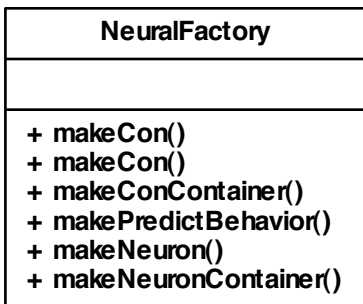 NeuralFactory
+ makeCon()
+ makeCon()
+ makeConContainer()
+ makePredictBehavior()
+ makeNeuron()
+ makeNeuronContainer()